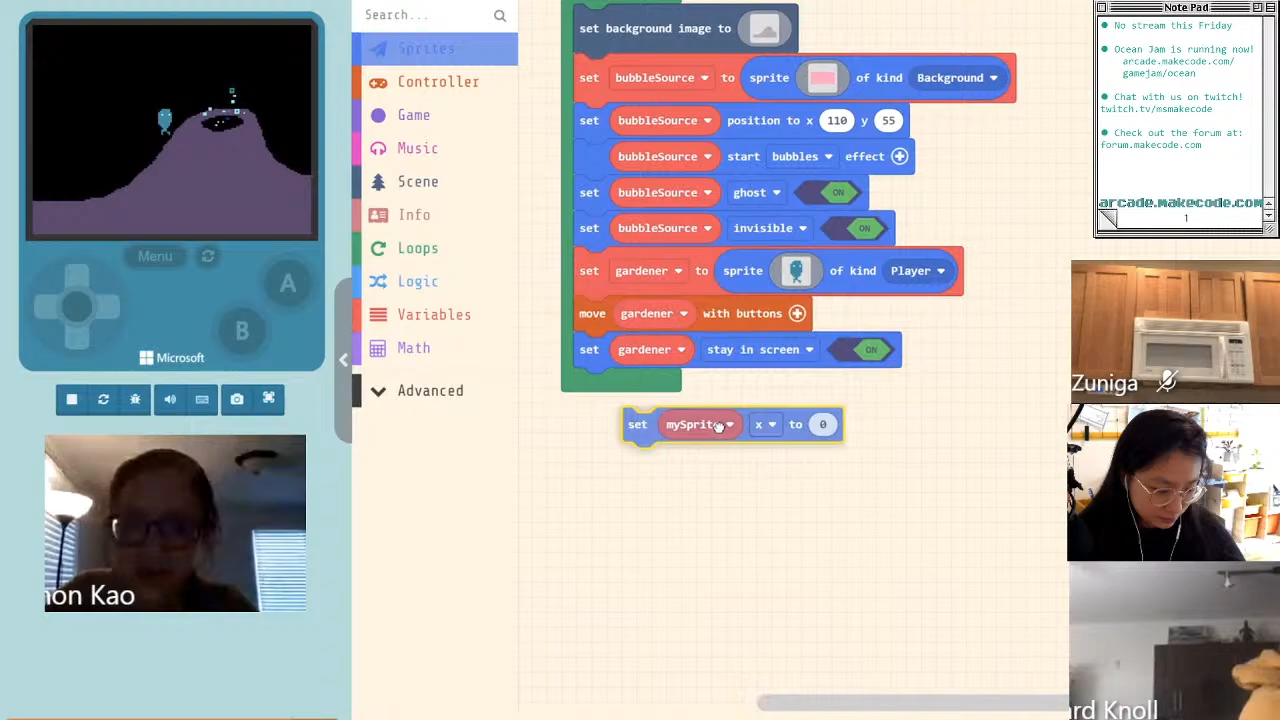 Search...
Sprites
Controller
Game
Music
Scene
Info
Loops
Logic
Variables
Math
Advanced
set background image to
set bubbleSource to sprite of kind Background
set bubbleSource position to x 110 y 55
bubbleSource start bubbles effect
set bubbleSource ghost ON
set bubbleSource invisible ON
set gardener to sprite of kind Player
move gardener with buttons
set gardener stay in screen ON
set mySprite x to 0
Menu
A
B
Microsoft
non Kao
Note Pad
No stream this Friday
Ocean Jam is running now!
arcade.makecode.com/
gamejam/ocean
Chat with us on twitch!
twitch.tv/msmakecode
Check out the forum at:
forum.makecode.com
arcade.makecode.com
1
Zuniga
ard Knoll